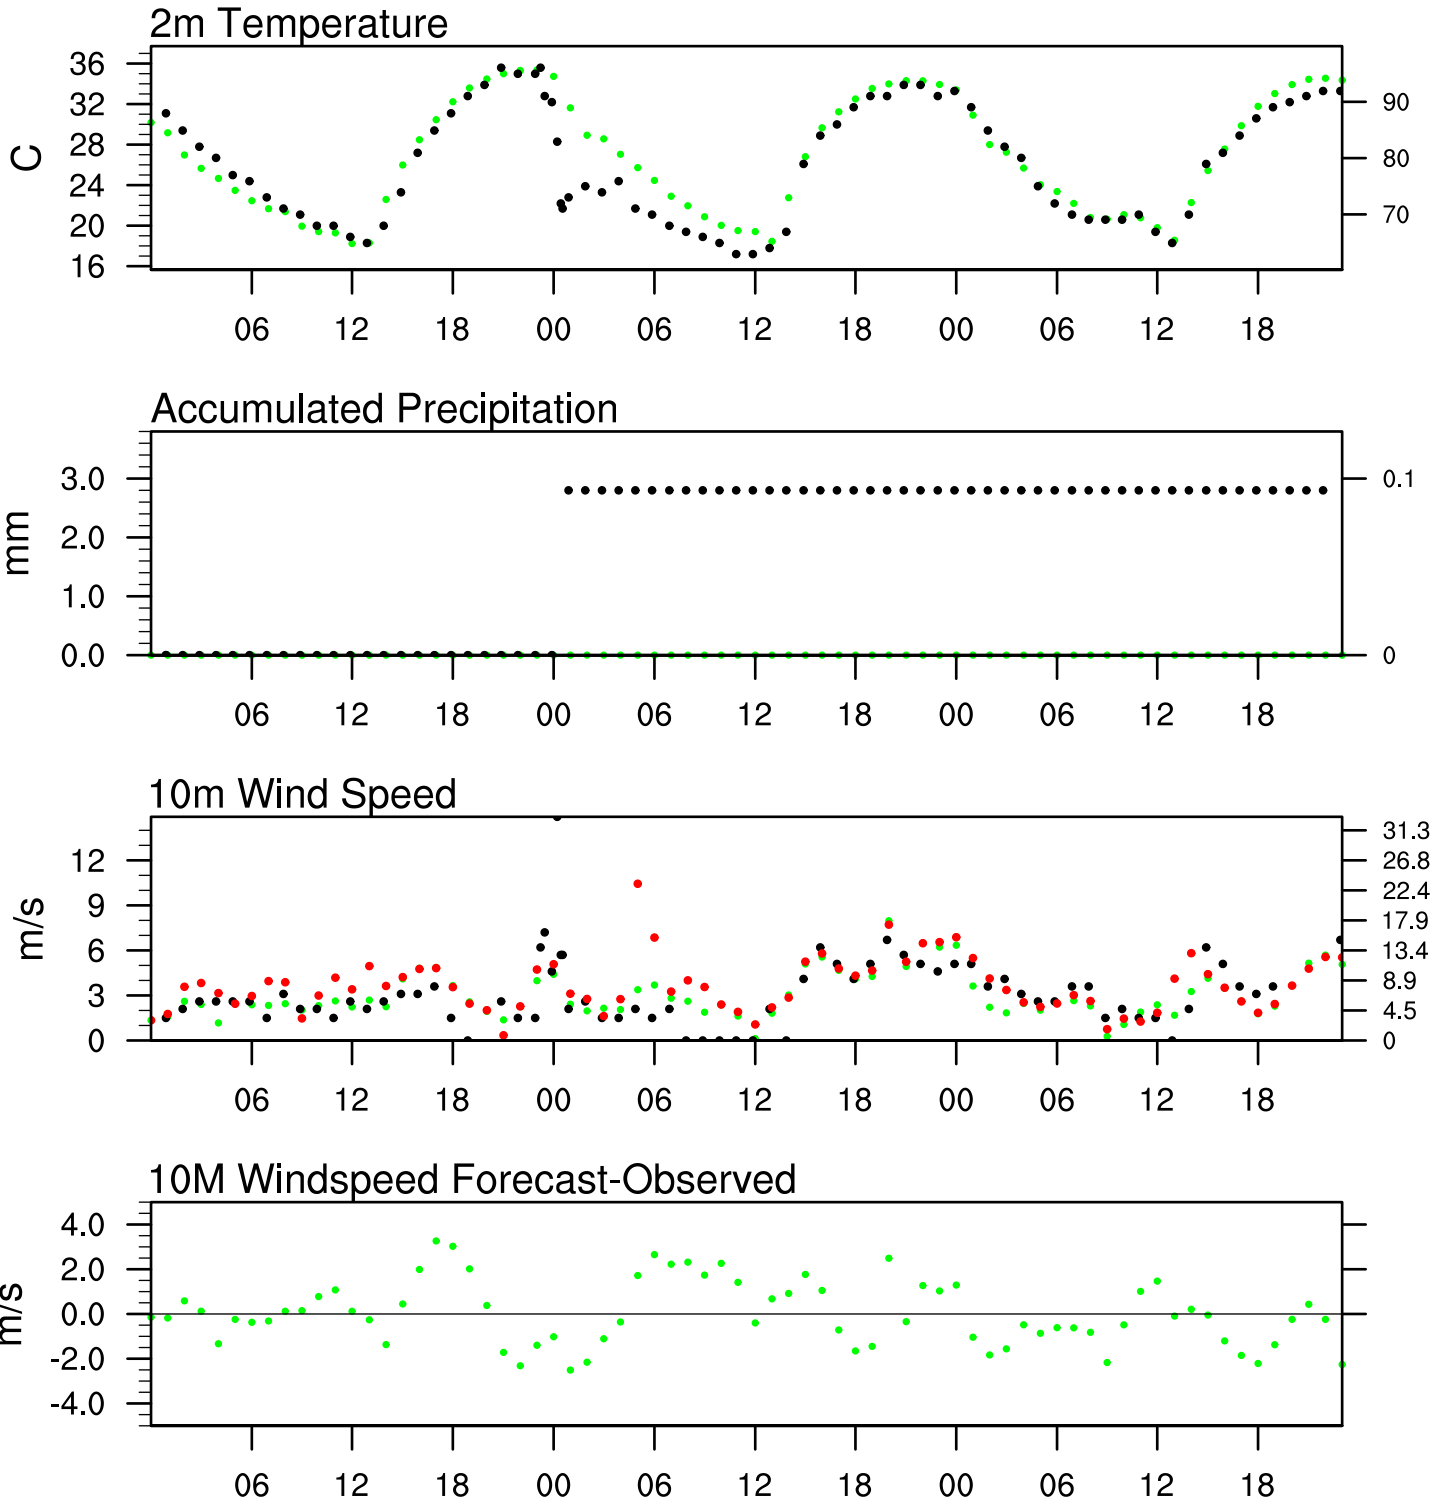 2m Temperature
36
32
28
24
20
16
C
90
80
70
06 12 18 00 06 12 18 00 06 12 18
Accumulated Precipitation
3.0
2.0
1.0
0.0
mm
0.1
0
06 12 18 00 06 12 18 00 06 12 18
10m Wind Speed
12
9
6
3
0
m/s
31.3
26.8
22.4
17.9
13.4
8.9
4.5
0
06 12 18 00 06 12 18 00 06 12 18
10M Windspeed Forecast-Observed
4.0
2.0
0.0
-2.0
-4.0
m/s
06 12 18 00 06 12 18 00 06 12 18